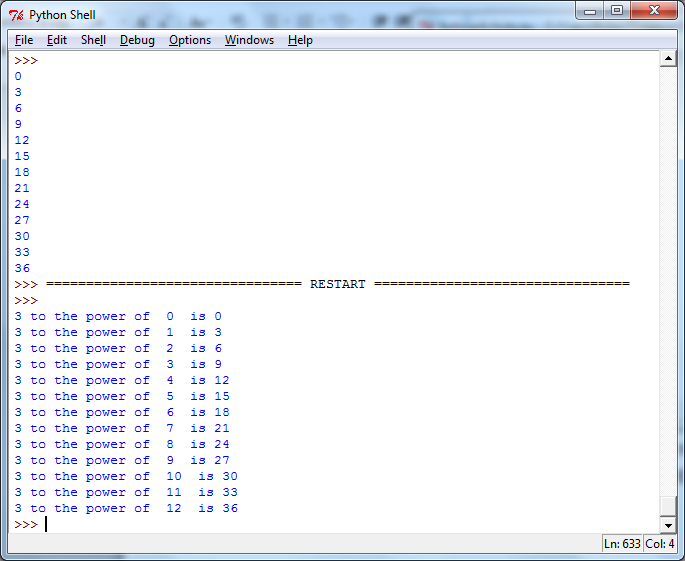 Python Shell
File Edit Shell Debug Options Windows Help
>>>
0
3
6
9
12
15
18
21
24
27
30
33
36
>>> ================================ RESTART ================================
>>>
3 to the power of  0  is 0
3 to the power of  1  is 3
3 to the power of  2  is 6
3 to the power of  3  is 9
3 to the power of  4  is 12
3 to the power of  5  is 15
3 to the power of  6  is 18
3 to the power of  7  is 21
3 to the power of  8  is 24
3 to the power of  9  is 27
3 to the power of  10  is 30
3 to the power of  11  is 33
3 to the power of  12  is 36
>>>
Ln: 633 Col: 4